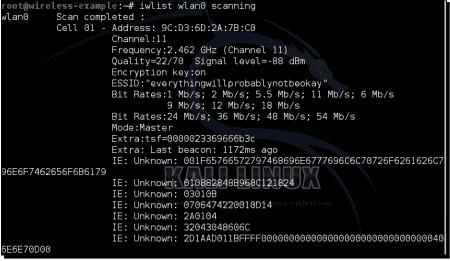 root@wireless-example:~# iwlist wlan0 scanning
wlan0 Scan completed :
Cell 01 - Address: 9C:D3:6D:2A:7B:C0
Channel:11
Frequency:2.462 GHz (Channel 11)
Quality=22/70 Signal level=-88 dBm
Encryption key:on
ESSID:"everythingwillprobablynotbeokay"
Bit Rates:1 Mb/s; 2 Mb/s; 5.5 Mb/s; 11 Mb/s; 6 Mb/s
9 Mb/s; 12 Mb/s; 18 Mb/s
Bit Rates:24 Mb/s; 36 Mb/s; 48 Mb/s; 54 Mb/s
Mode:Master
Extra:tsf=0000023369666b3c
Extra: Last beacon: 1172ms ago
IE: Unknown: 001F65766572797468696E6777696C6C70726F6261626C7
96E6F7462656F6B6179
KALI LINUX
IE: Unknown: 010882848B960C121824
IE: Unknown: 03010B
IE: Unknown: 0706474220010D14
IE: Unknown: 2A0104
IE: Unknown: 32043048606C
IE: Unknown: 2D1AAD011BFFFF000000000000000000000000000000040
6E6E70D00